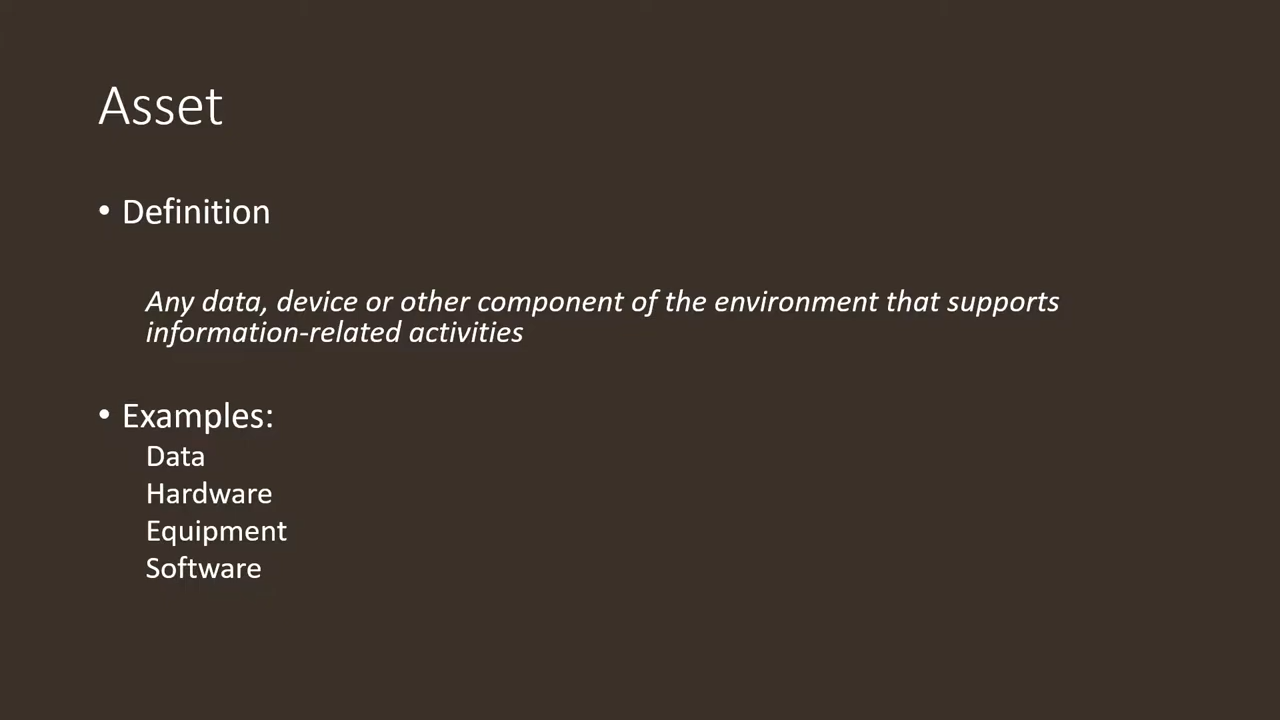 Asset
• Definition
Any data, device or other component of the environment that supports
information-related activities
• Examples:
Data
Hardware
Equipment
Software